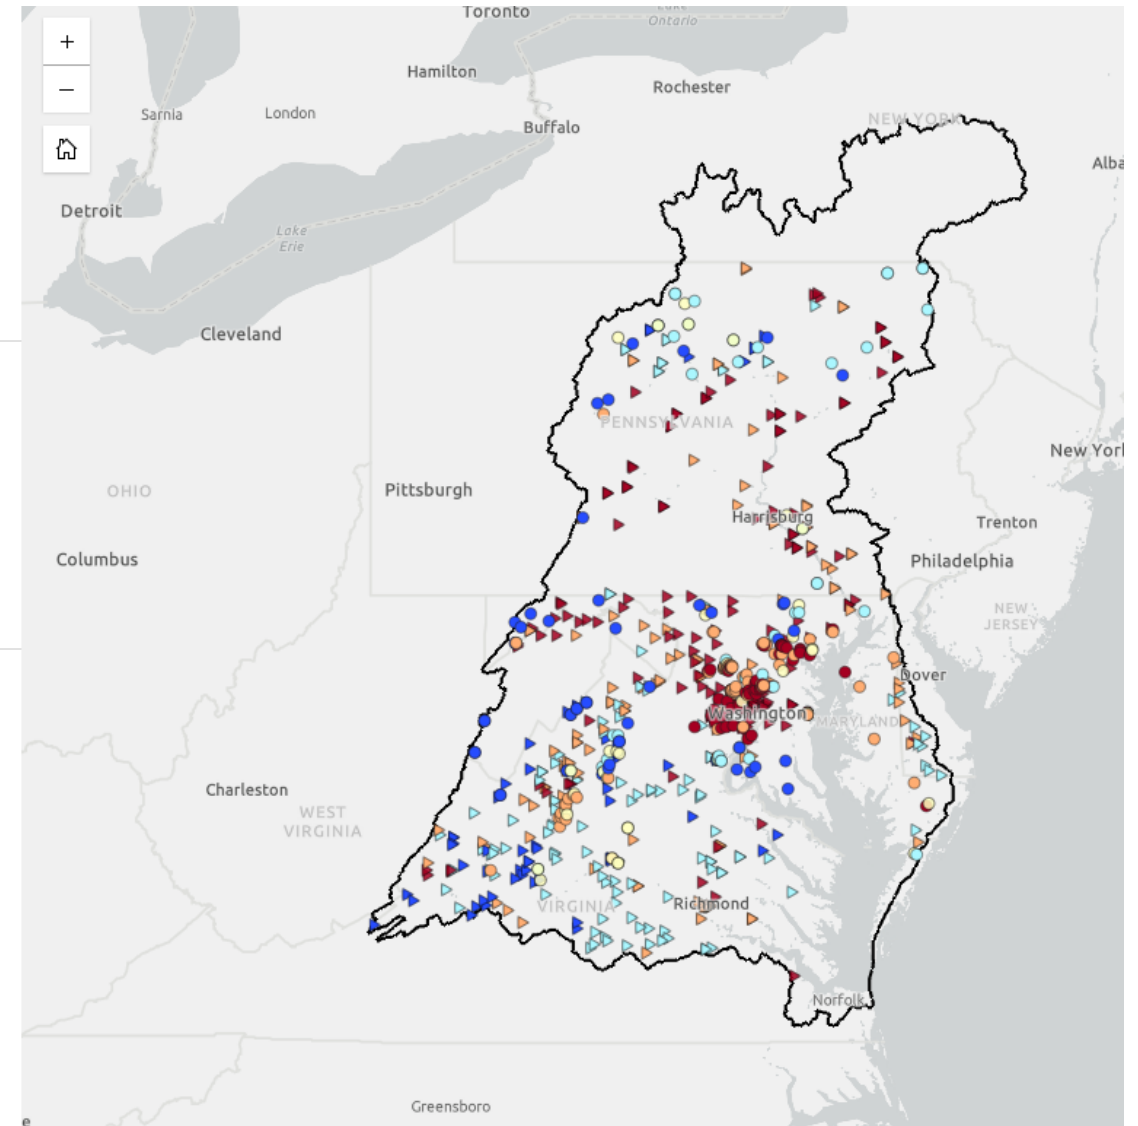 Toronto
Lake
Ontario
+
Hamilton
Rochester
−
Sarnia
London
Buffalo
NEW YORK
Alba
Detroit
Lake
Erie
Cleveland
PENNSYLVANIA
New York
OHIO
Pittsburgh
Harrisburg
Trenton
Columbus
Philadelphia
NEW
JERSEY
Dover
Washington
MARYLAND
Charleston
WEST
VIRGINIA
VIRGINIA
Richmond
Norfolk
Greensboro
e